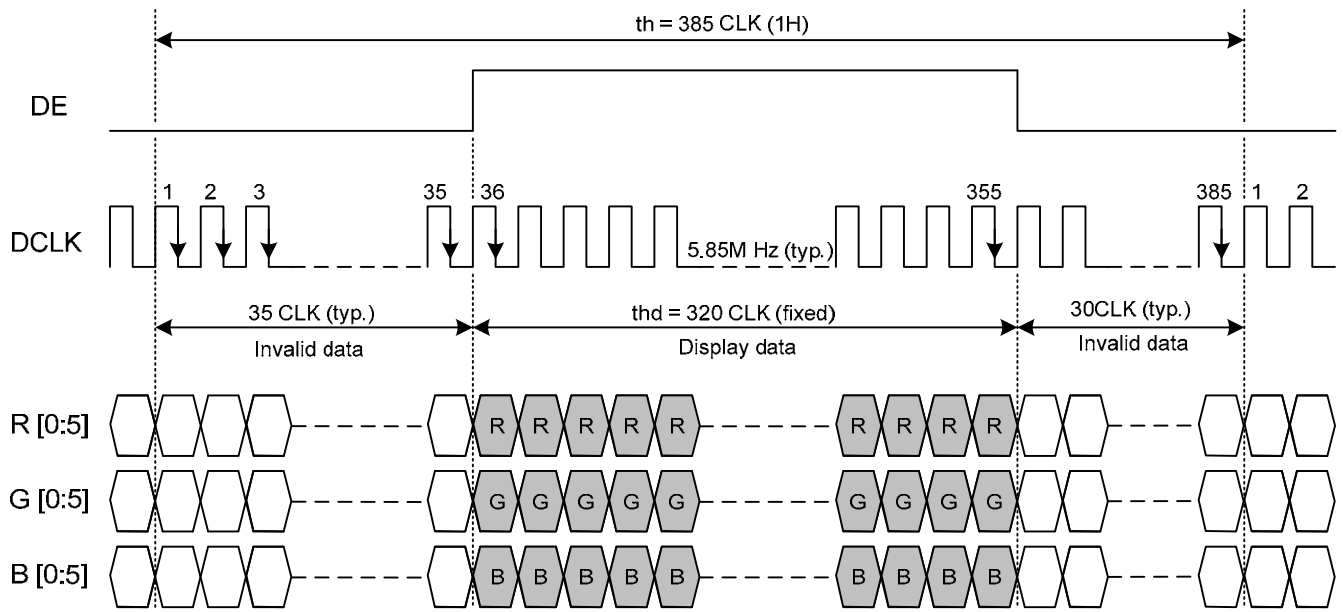 th = 385 CLK (1H)
DE
1 2 3 35 36 355 385 1 2
DCLK
5.85M Hz (typ.)
35 CLK (typ.) thd = 320 CLK (fixed) 30CLK (typ.)
Invalid data Display data Invalid data
R [0:5] R R R R R R R R R
G [0:5] G G G G G G G G G
B [0:5] B B B B B B B B B